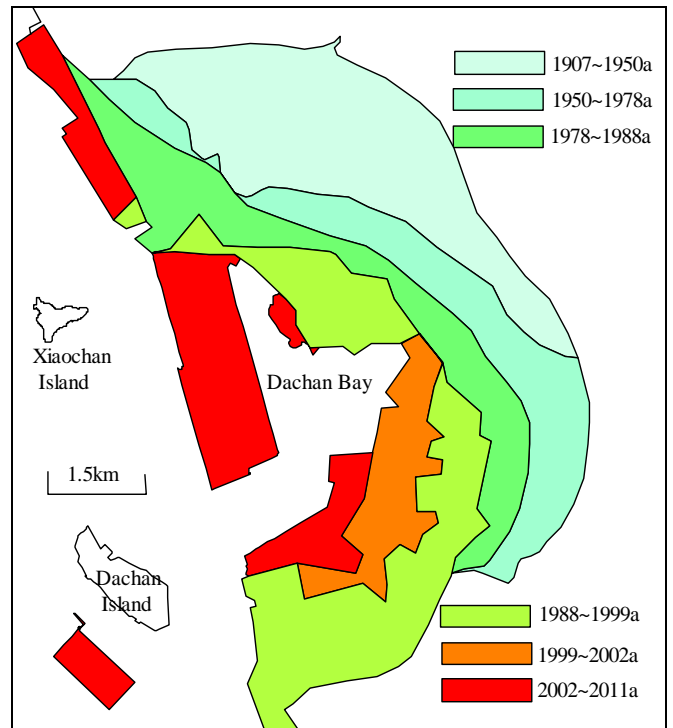 1907~1950a
1950~1978a
1978~1988a
Xiaochan
Island
Dachan Bay
1.5km
Dachan
Island
1988~1999a
1999~2002a
2002~2011a